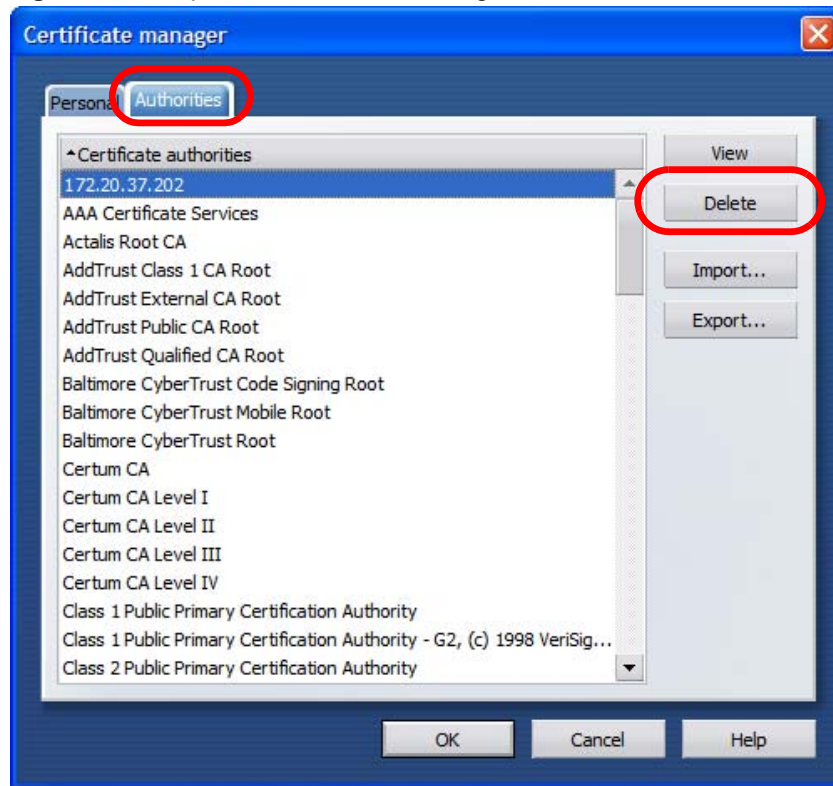 Certificate manager
Personal Authorities
Certificate authorities
172.20.37.202
AAA Certificate Services
Actalis Root CA
AddTrust Class 1 CA Root
AddTrust External CA Root
AddTrust Public CA Root
AddTrust Qualified CA Root
Baltimore CyberTrust Code Signing Root
Baltimore CyberTrust Mobile Root
Baltimore CyberTrust Root
Certum CA
Certum CA Level I
Certum CA Level II
Certum CA Level III
Certum CA Level IV
Class 1 Public Primary Certification Authority
Class 1 Public Primary Certification Authority - G2, (c) 1998 VeriSig...
Class 2 Public Primary Certification Authority
View
Delete
Import...
Export...
OK
Cancel
Help